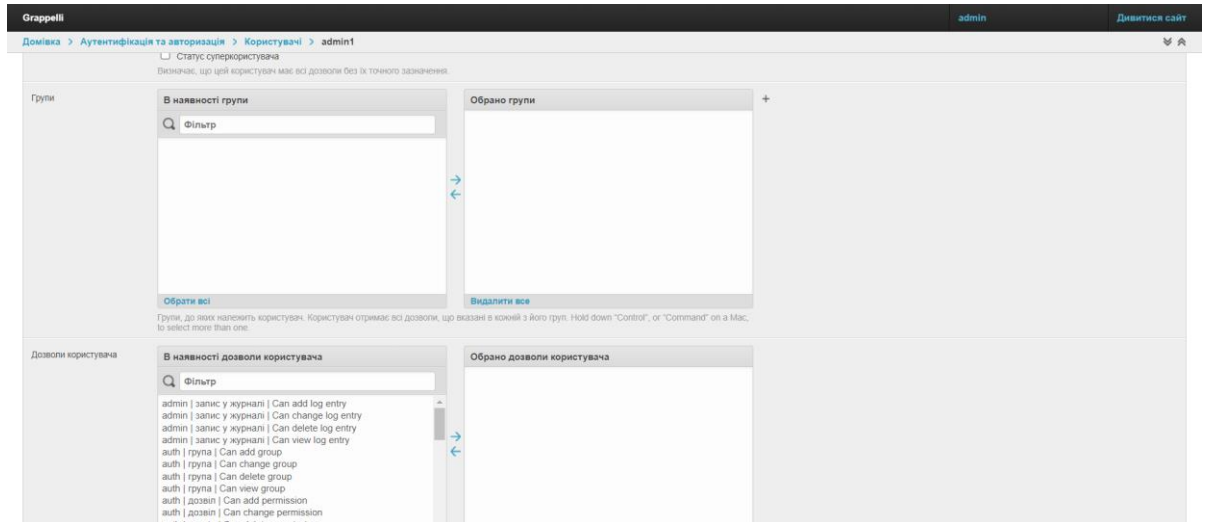 Grappelli admin Дивитися сайт
Домівка > Аутентифікація та авторизація > Користувачі > admin1
Статус суперкористувача
Визначає, що цей користувач має всі дозволи без їх точного зазначення.
Групи В наявності групи Обрано групи +
Фільтр
Обрати всі Видалити все
Групи, до яких належить користувач. Користувач отримає всі дозволи, що вказані в кожній з його груп. Hold down "Control", or "Command" on a Mac,
to select more than one.
Дозволи користувача В наявності дозволи користувача Обрано дозволи користувача
Фільтр
admin | запис у журналі | Can add log entry
admin | запис у журналі | Can change log entry
admin | запис у журналі | Can delete log entry
admin | запис у журналі | Can view log entry
auth | група | Can add group
auth | група | Can change group
auth | група | Can delete group
auth | група | Can view group
auth | дозвіл | Can add permission
auth | дозвіл | Can change permission